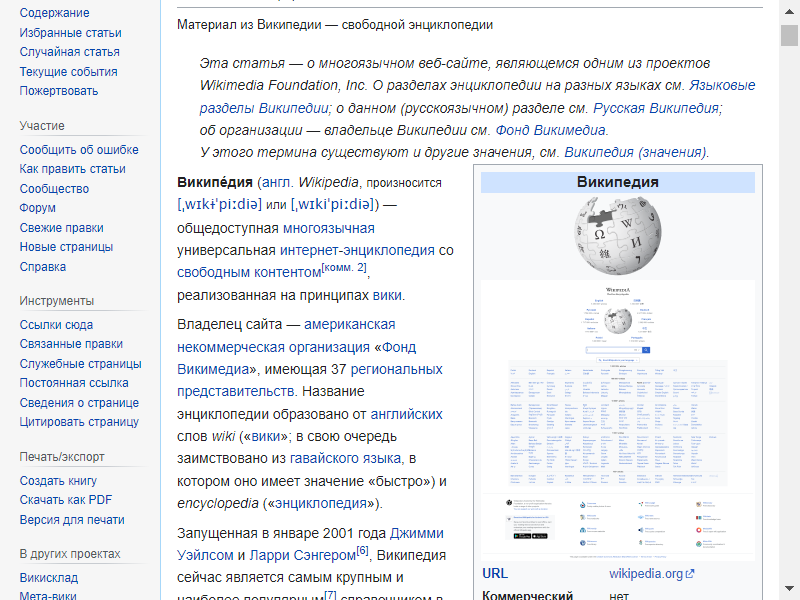 Содержание
Избранные статьи
Случайная статья
Текущие события
Пожертвовать
Участие
Сообщить об ошибке
Как править статьи
Сообщество
Форум
Свежие правки
Новые страницы
Справка
Инструменты
Ссылки сюда
Связанные правки
Служебные страницы
Постоянная ссылка
Сведения о странице
Цитировать страницу
Печать/экспорт
Создать книгу
Скачать как PDF
Версия для печати
В других проектах
Викисклад
Мета-вики
Материал из Википедии — свободной энциклопедии
Эта статья — о многоязычном веб-сайте, являющемся одним из проектов
Wikimedia Foundation, Inc. О разделах энциклопедии на разных языках см. Языковые
разделы Википедии; о данном (русскоязычном) разделе см. Русская Википедия;
об организации — владельце Википедии см. Фонд Викимедиа.
У этого термина существуют и другие значения, см. Википедия (значения).
Википе́дия (англ. Wikipedia, произносится
[ˌwɪkɨˈpiːdiə] или [ˌwɪkiˈpiːdiə]) —
общедоступная многоязычная
универсальная интернет-энциклопедия со
свободным контентом[комм. 2],
реализованная на принципах вики.
Владелец сайта — американская
некоммерческая организация «Фонд
Викимедиа», имеющая 37 региональных
представительств. Название
энциклопедии образовано от английских
слов wiki («вики»; в свою очередь
заимствовано из гавайского языка, в
котором оно имеет значение «быстро») и
encyclopedia («энциклопедия»).
Запущенная в январе 2001 года Джимми
Уэйлсом и Ларри Сэнгером[6], Википедия
сейчас является самым крупным и
наиболее популярным[7] справочником в
Википедия
WIKIPEDIA
URL wikipedia.org
Коммерческий нет